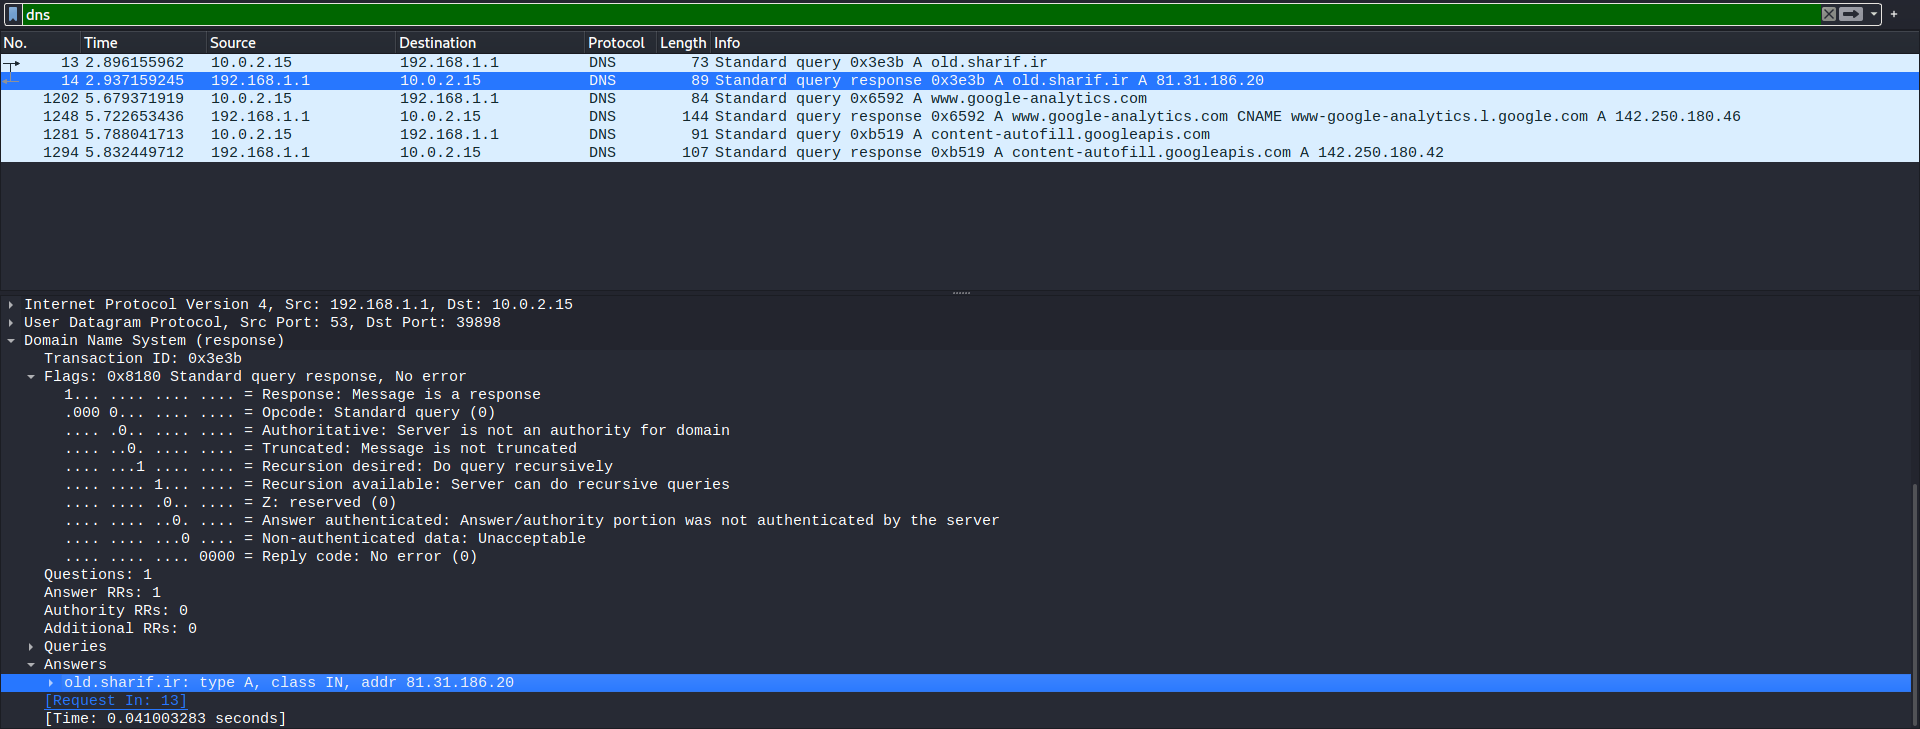 dns
No. Time Source Destination Protocol Length Info
13 2.896155962 10.0.2.15 192.168.1.1 DNS 73 Standard query 0x3e3b A old.sharif.ir
14 2.937159245 192.168.1.1 10.0.2.15 DNS 89 Standard query response 0x3e3b A old.sharif.ir A 81.31.186.20
1202 5.679371919 10.0.2.15 192.168.1.1 DNS 84 Standard query 0x6592 A www.google-analytics.com
1248 5.722653436 192.168.1.1 10.0.2.15 DNS 144 Standard query response 0x6592 A www.google-analytics.com CNAME www-google-analytics.l.google.com A 142.250.180.46
1281 5.788041713 10.0.2.15 192.168.1.1 DNS 91 Standard query 0xb519 A content-autofill.googleapis.com
1294 5.832449712 192.168.1.1 10.0.2.15 DNS 107 Standard query response 0xb519 A content-autofill.googleapis.com A 142.250.180.42
Internet Protocol Version 4, Src: 192.168.1.1, Dst: 10.0.2.15
User Datagram Protocol, Src Port: 53, Dst Port: 39898
Domain Name System (response)
Transaction ID: 0x3e3b
Flags: 0x8180 Standard query response, No error
1... .... .... .... = Response: Message is a response
.000 0... .... .... = Opcode: Standard query (0)
.... .0.. .... .... = Authoritative: Server is not an authority for domain
.... ..0. .... .... = Truncated: Message is not truncated
.... ...1 .... .... = Recursion desired: Do query recursively
.... .... 1... .... = Recursion available: Server can do recursive queries
.... .... .0.. .... = Z: reserved (0)
.... .... ..0. .... = Answer authenticated: Answer/authority portion was not authenticated by the server
.... .... ...0 .... = Non-authenticated data: Unacceptable
.... .... .... 0000 = Reply code: No error (0)
Questions: 1
Answer RRs: 1
Authority RRs: 0
Additional RRs: 0
Queries
Answers
old.sharif.ir: type A, class IN, addr 81.31.186.20
[Request In: 13]
[Time: 0.041003283 seconds]